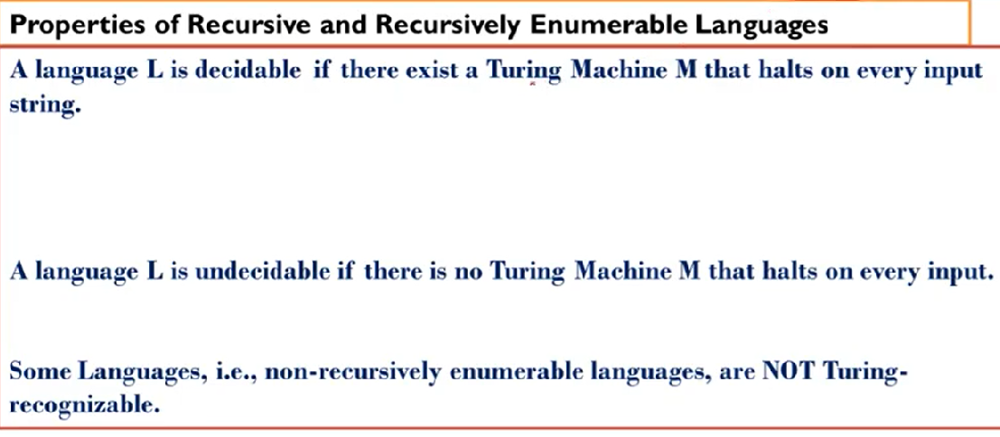 Properties of Recursive and Recursively Enumerable Languages
A language L is decidable if there exist a Turing Machine M that halts on every input
string.
A language L is undecidable if there is no Turing Machine M that halts on every input.
Some Languages, i.e., non-recursively enumerable languages, are NOT Turing-
recognizable.